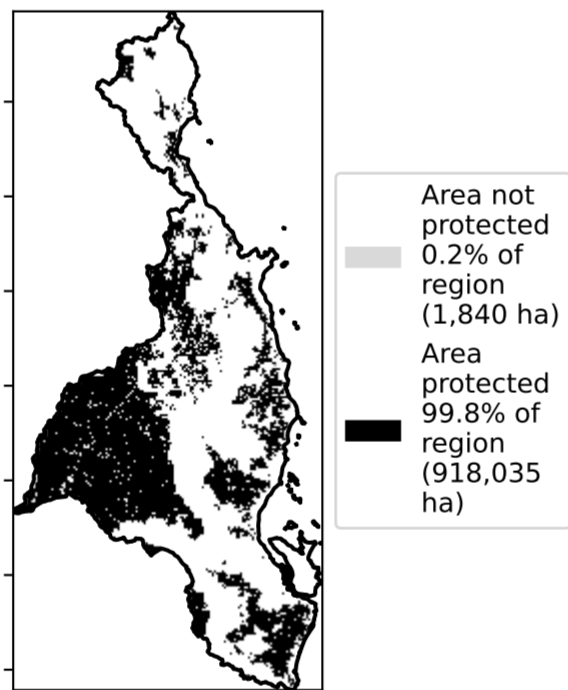 Area not
protected
0.2% of
region
(1,840 ha)
Area
protected
99.8% of
region
(918,035
ha)